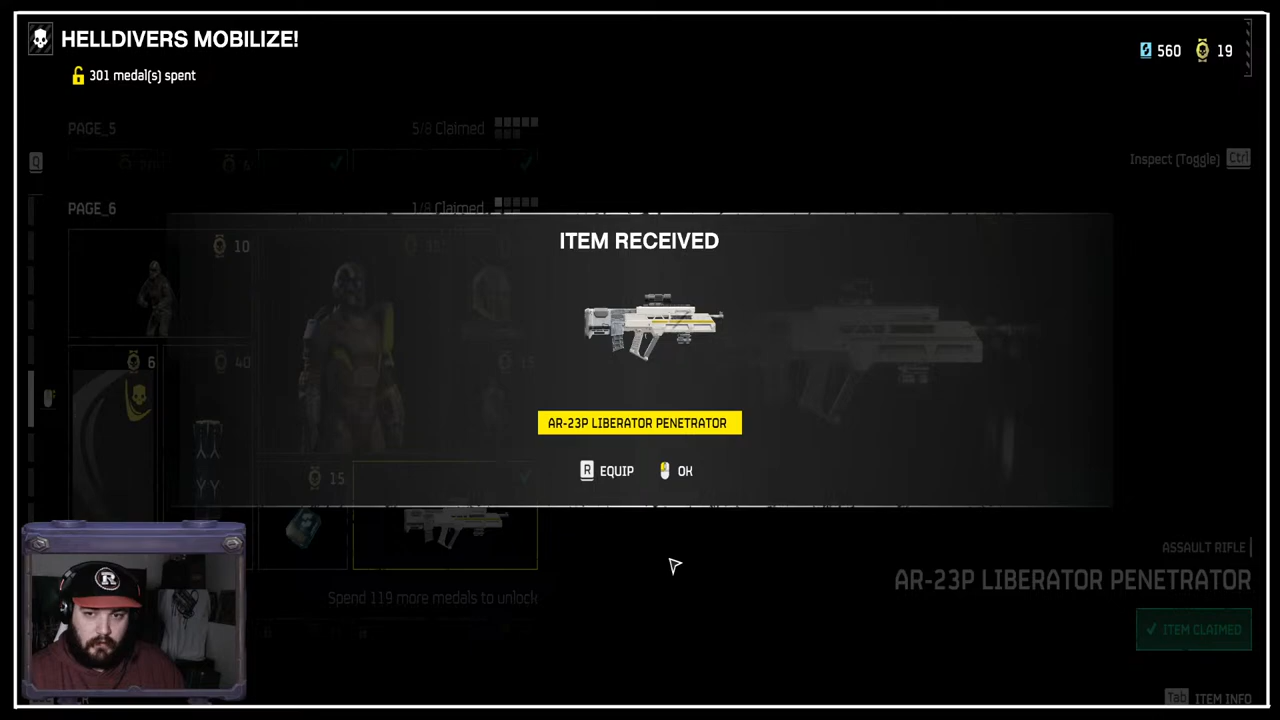 HELLDIVERS MOBILIZE!
301 medal(s) spent
560 19
PAGE_5 5/8 Claimed
Q
6
Inspect (Toggle) Ctrl
PAGE_6 1/8 Claimed
10
ITEM RECEIVED
6 40 15
AR-23P LIBERATOR PENETRATOR
R EQUIP OK
15
R
ASSAULT RIFLE
AR-23P LIBERATOR PENETRATOR
Spend 119 more medals to unlock
ITEM CLAIMED
Tab ITEM INFO